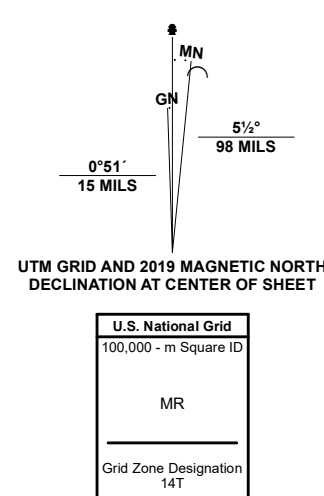 MN
GN
5½°
98 MILS
0°51´
15 MILS
UTM GRID AND 2019 MAGNETIC NORTH
DECLINATION AT CENTER OF SHEET
U.S. National Grid
100,000 - m Square ID
MR
Grid Zone Designation
14T